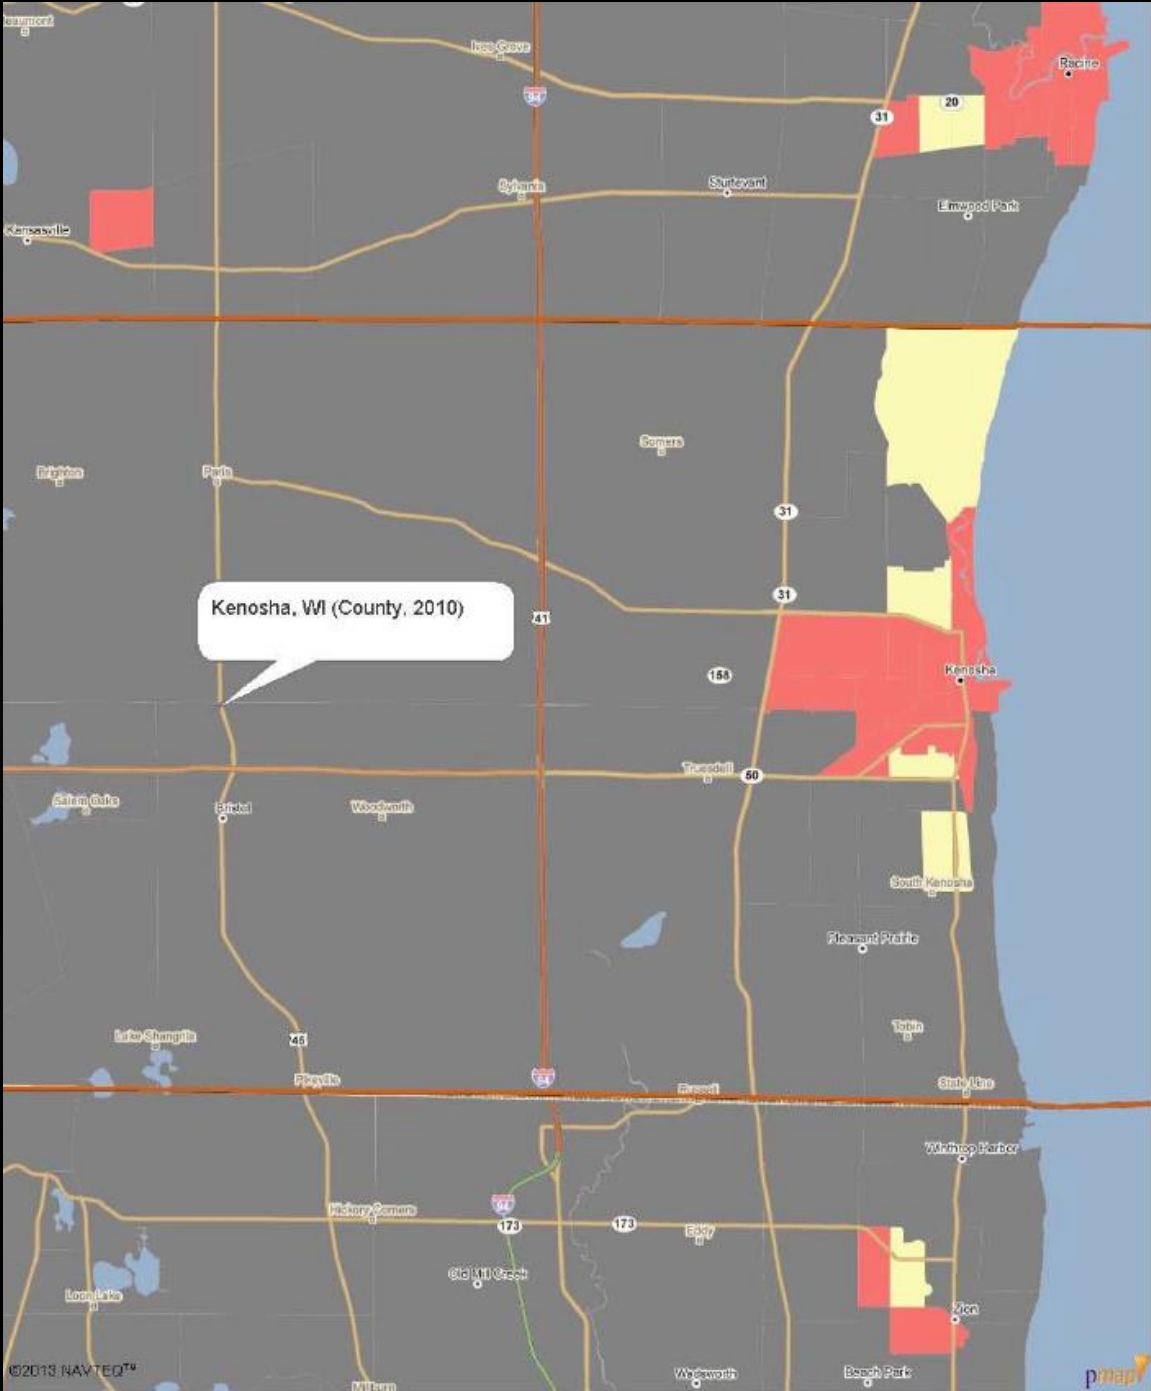 Ives Grove
94
Racine
20
31
Sylvania
Sturtevant
Elmwood Park
Kansasville
Somers
Brighton
Paris
31
31
Kenosha, WI (County, 2010)
41
158
Kenosha
Truesdell
50
Salem Oaks
Bristol
Woodworth
South Kenosha
Pleasant Prairie
Tobin
Lake Shangrila
45
Pikeville
94
Russell
State Line
Winthrop Harbor
94
Hickory Corners
173
173
Eddy
Old Mill Creek
Loon Lake
Zion
©2013 NAVTEQ™
Millburn
Wadsworth
Beach Park
pmap